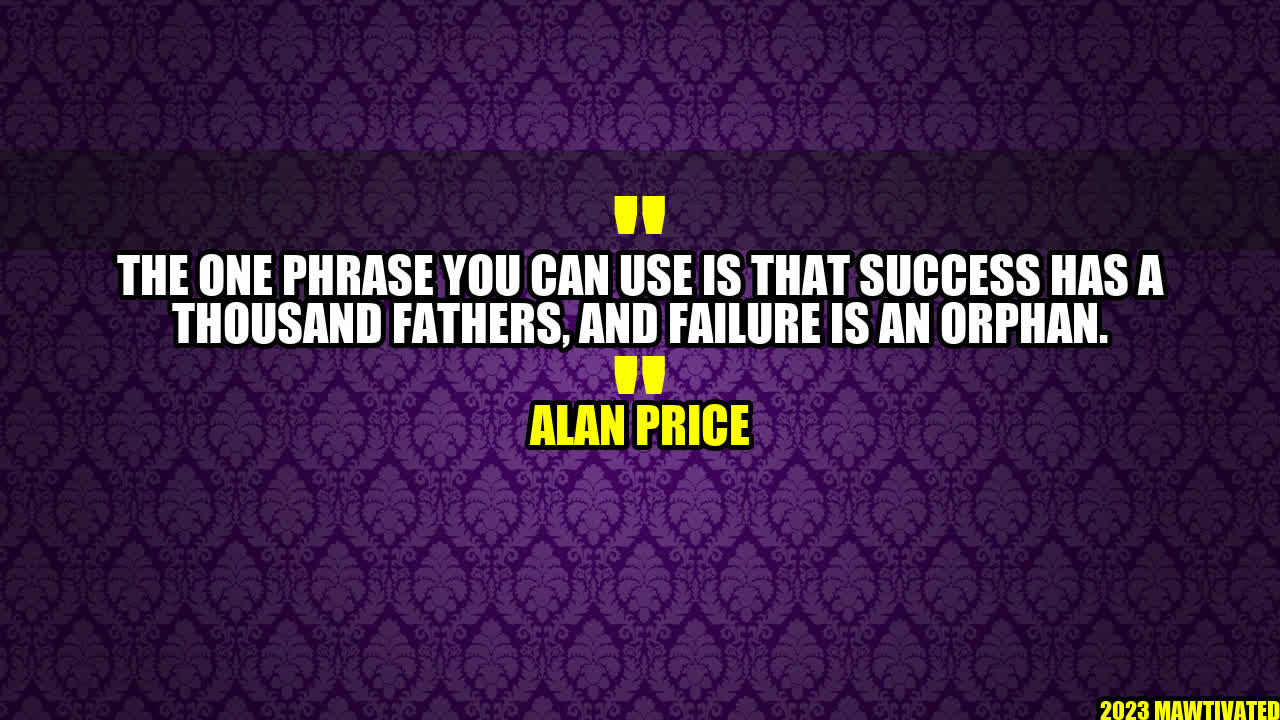 "
THE ONE PHRASE YOU CAN USE IS THAT SUCCESS HAS A
THOUSAND FATHERS, AND FAILURE IS AN ORPHAN.
"
ALAN PRICE
2023 MAWTIVATED